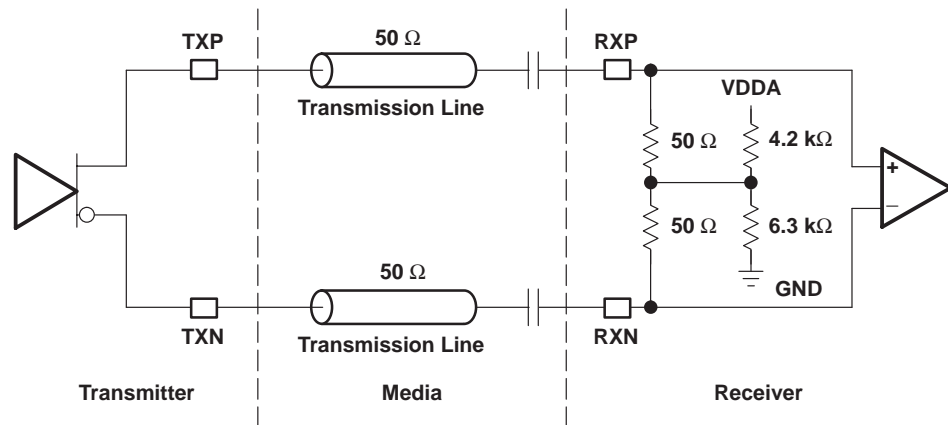 50 Ω
TXP
RXP
Transmission Line
VDDA
50 Ω
4.2 kΩ
+
−
50 Ω
6.3 kΩ
50 Ω
GND
TXN
Transmission Line
RXN
Transmitter
Media
Receiver